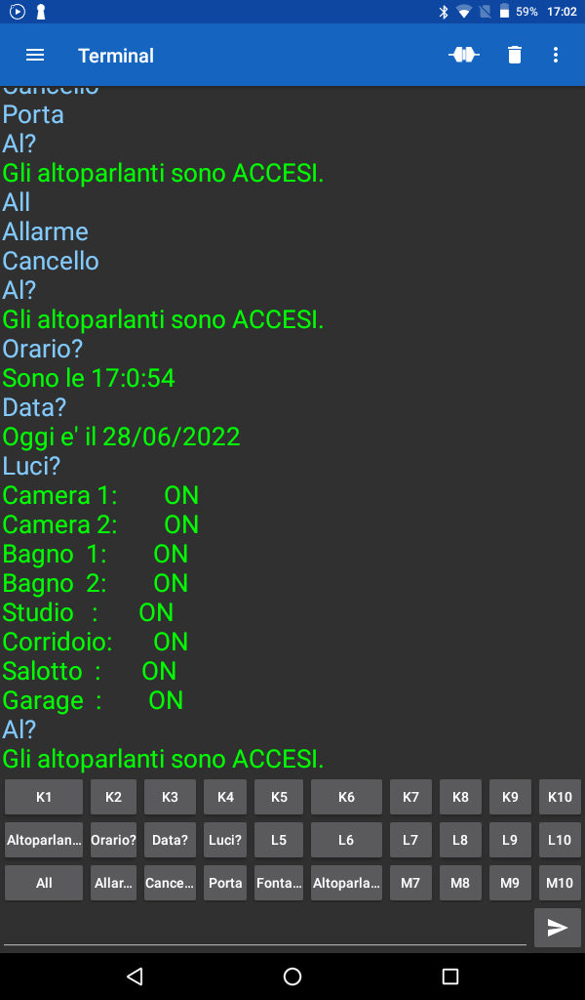 59% 17:02
Terminal
Cancello
Porta
Al?
Gli altoparlanti sono ACCESI.
All
Allarme
Cancello
Al?
Gli altoparlanti sono ACCESI.
Orario?
Sono le 17:0:54
Data?
Oggi e' il 28/06/2022
Luci?
Camera 1: ON
Camera 2: ON
Bagno 1: ON
Bagno 2: ON
Studio : ON
Corridoio: ON
Salotto : ON
Garage : ON
Al?
Gli altoparlanti sono ACCESI.
K1 K2 K3 K4 K5 K6 K7 K8 K9 K10
Altoparlan... Orario? Data? Luci? L5 L6 L7 L8 L9 L10
All Allar... Cance... Porta Fonta... Altoparla... M7 M8 M9 M10